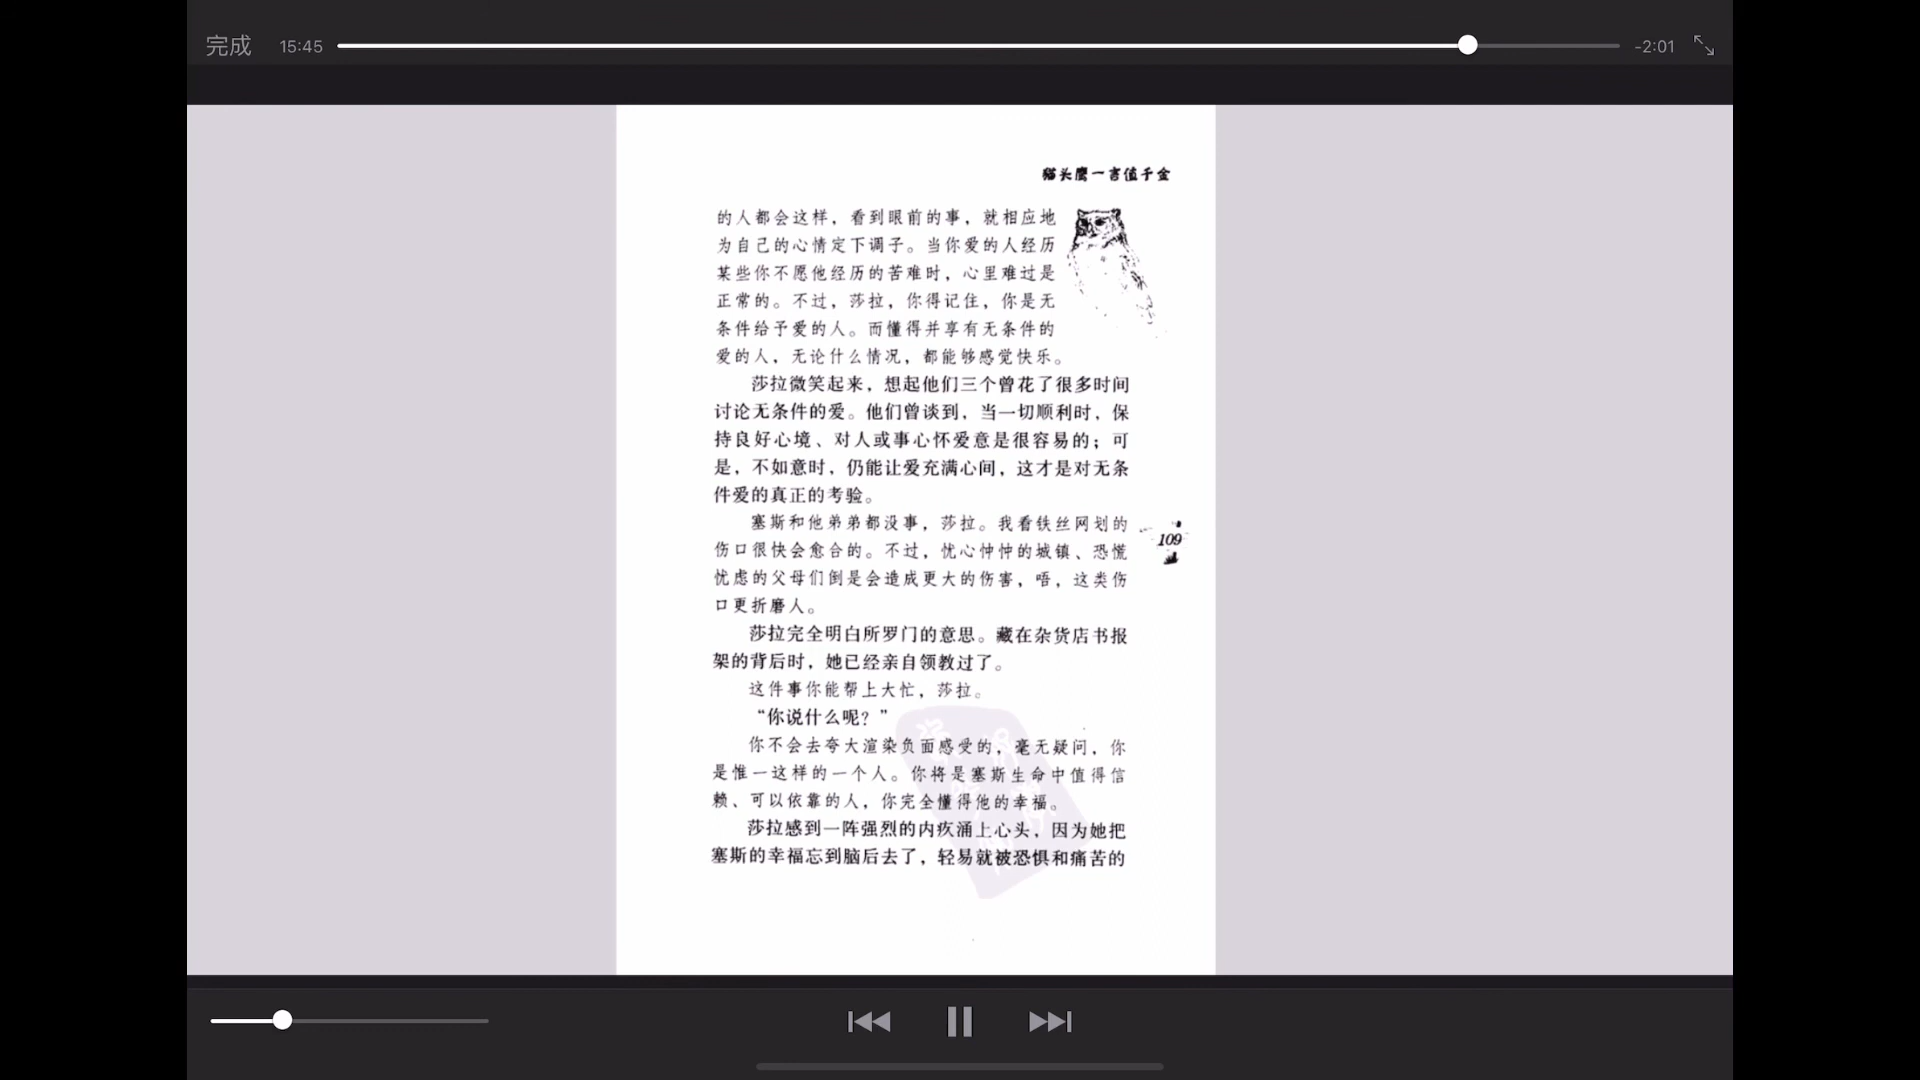 完成
15:45
-2:01
猫头鹰一言值千金
的人都会这样，看到眼前的事，就相应地
为自己的心情定下调子。当你爱的人经历
某些你不愿他经历的苦难时，心里难过是
正常的。不过，莎拉，你得记住，你是无
条件给予爱的人。而懂得并享有无条件的
爱的人，无论什么情况，都能够感觉快乐。
莎拉微笑起来，想起他们三个曾花了很多时间
讨论无条件的爱。他们曾谈到，当一切顺利时，保
持良好心境、对人或事心怀爱意是很容易的；可
是，不如意时，仍能让爱充满心间，这才是对无条
件爱的真正的考验。
塞斯和他弟弟都没事，莎拉。我看铁丝网划的
伤口很快会愈合的。不过，忧心忡忡的城镇、恐慌
忧虑的父母们倒是会造成更大的伤害，唔，这类伤
口更折磨人。
109
莎拉完全明白所罗门的意思。藏在杂货店书报
架的背后时，她已经亲自领教过了。
这件事你能帮上大忙，莎拉。
“你说什么呢？”
你不会去夸大渲染负面感受的，毫无疑问，你
是惟一这样的一个人。你将是塞斯生命中值得信
赖、可以依靠的人，你完全懂得他的幸福。
莎拉感到一阵强烈的内疚涌上心头，因为她把
塞斯的幸福忘到脑后去了，轻易就被恐惧和痛苦的